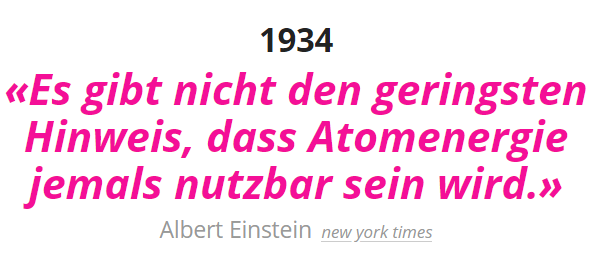 1934
«Es gibt nicht den geringsten
Hinweis, dass Atomenergie
jemals nutzbar sein wird.»
Albert Einstein new york times